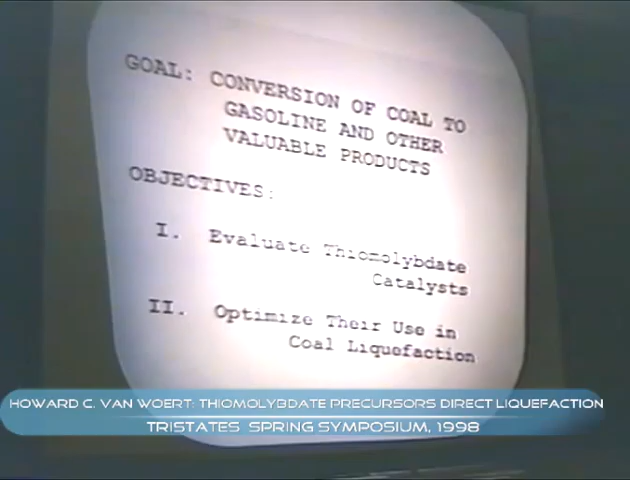 GOAL: CONVERSION OF COAL TO
GASOLINE AND OTHER
VALUABLE PRODUCTS
OBJECTIVES:
I. Evaluate Thiomolybdate
Catalysts
II. Optimize Their Use in
Coal Liquefaction
HOWARD C. VAN WOERT: THIOMOLYBDATE PRECURSORS DIRECT LIQUEFACTION
TRISTATES SPRING SYMPOSIUM, 1998